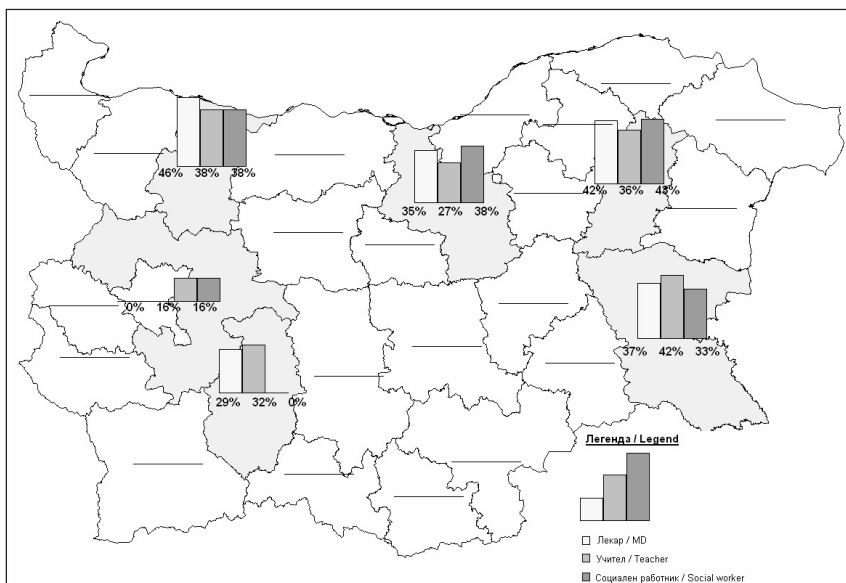 46% 38% 38%
35% 27% 38%
42% 36% 43%
0% 16% 16%
37% 42% 33%
29% 32% 0%
Легенда / Legend
Лекар / MD
Учител / Teacher
Социален работник / Social worker